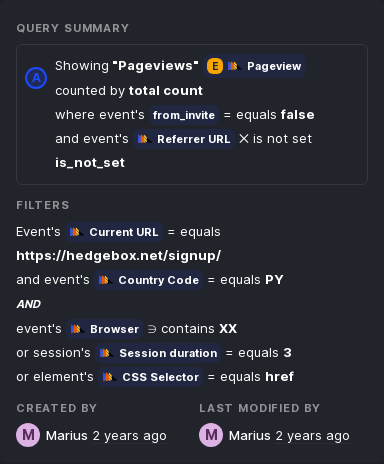 QUERY SUMMARY
A
Showing "Pageviews" E Pageview
counted by total count
where event's from_invite = equals false
and event's Referrer URL × is not set
is_not_set
FILTERS
Event's Current URL = equals
https://hedgebox.net/signup/
and event's Country Code = equals PY
AND
event's Browser ∋ contains XX
or session's Session duration = equals 3
or element's CSS Selector = equals href
CREATED BY LAST MODIFIED BY
M Marius 2 years ago M Marius 2 years ago